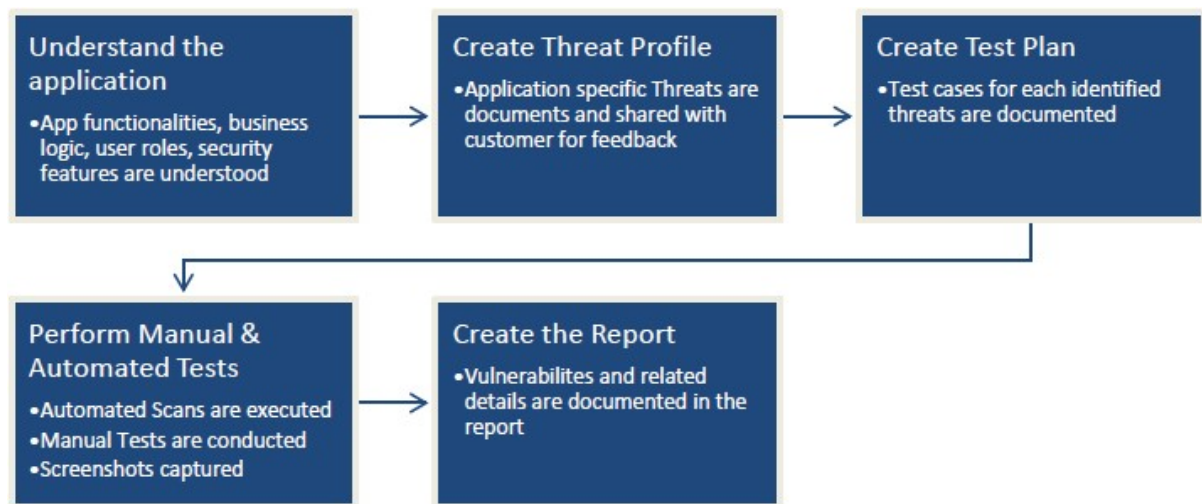 Understand the
application
•App functionalities, business
logic, user roles, security
features are understood
Create Threat Profile
•Application specific Threats are
documents and shared with
customer for feedback
Create Test Plan
•Test cases for each identified
threats are documented
Perform Manual &
Automated Tests
•Automated Scans are executed
•Manual Tests are conducted
•Screenshots captured
Create the Report
•Vulnerabilites and related
details are documented in the
report